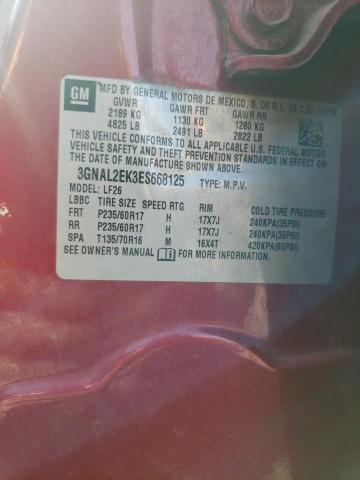 GM
MFD BY GENERAL MOTORS DE MEXICO, S. DE R.L. DE C.V.
GVWR GAWR FRT GAWR RR
2189 KG 1130 KG 1280 KG
4825 LB 2491 LB 2822 LB
THIS VEHICLE CONFORMS TO ALL APPLICABLE U.S. FEDERAL MOTOR
VEHICLE SAFETY AND THEFT PREVENTION STANDARDS IN EFFECT ON THE DATE OF
MANUFACTURE SHOWN ABOVE.
3GNAL2EK3ES668125 TYPE: M.P.V.
MODEL: LF26
LBBC TIRE SIZE SPEED RTG RIM COLD TIRE PRESSURE
FRT P235/60R17 H 17X7J 240KPA(35PSI)
RR P235/60R17 H 17X7J 240KPA(35PSI)
SPA T135/70R16 M 16X4T 420KPA(60PSI)
SEE OWNER'S MANUAL FOR MORE INFORMATION.